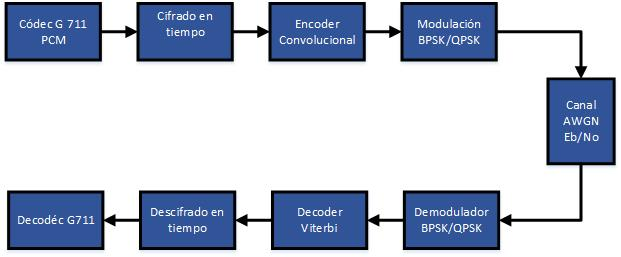 Códec G 711
PCM
Cifrado en
tiempo
Encoder
Convolucional
Modulación
BPSK/QPSK
Canal
AWGN
Eb/No
Decodéc G711
Descifrado en
tiempo
Decoder
Viterbi
Demodulador
BPSK/QPSK